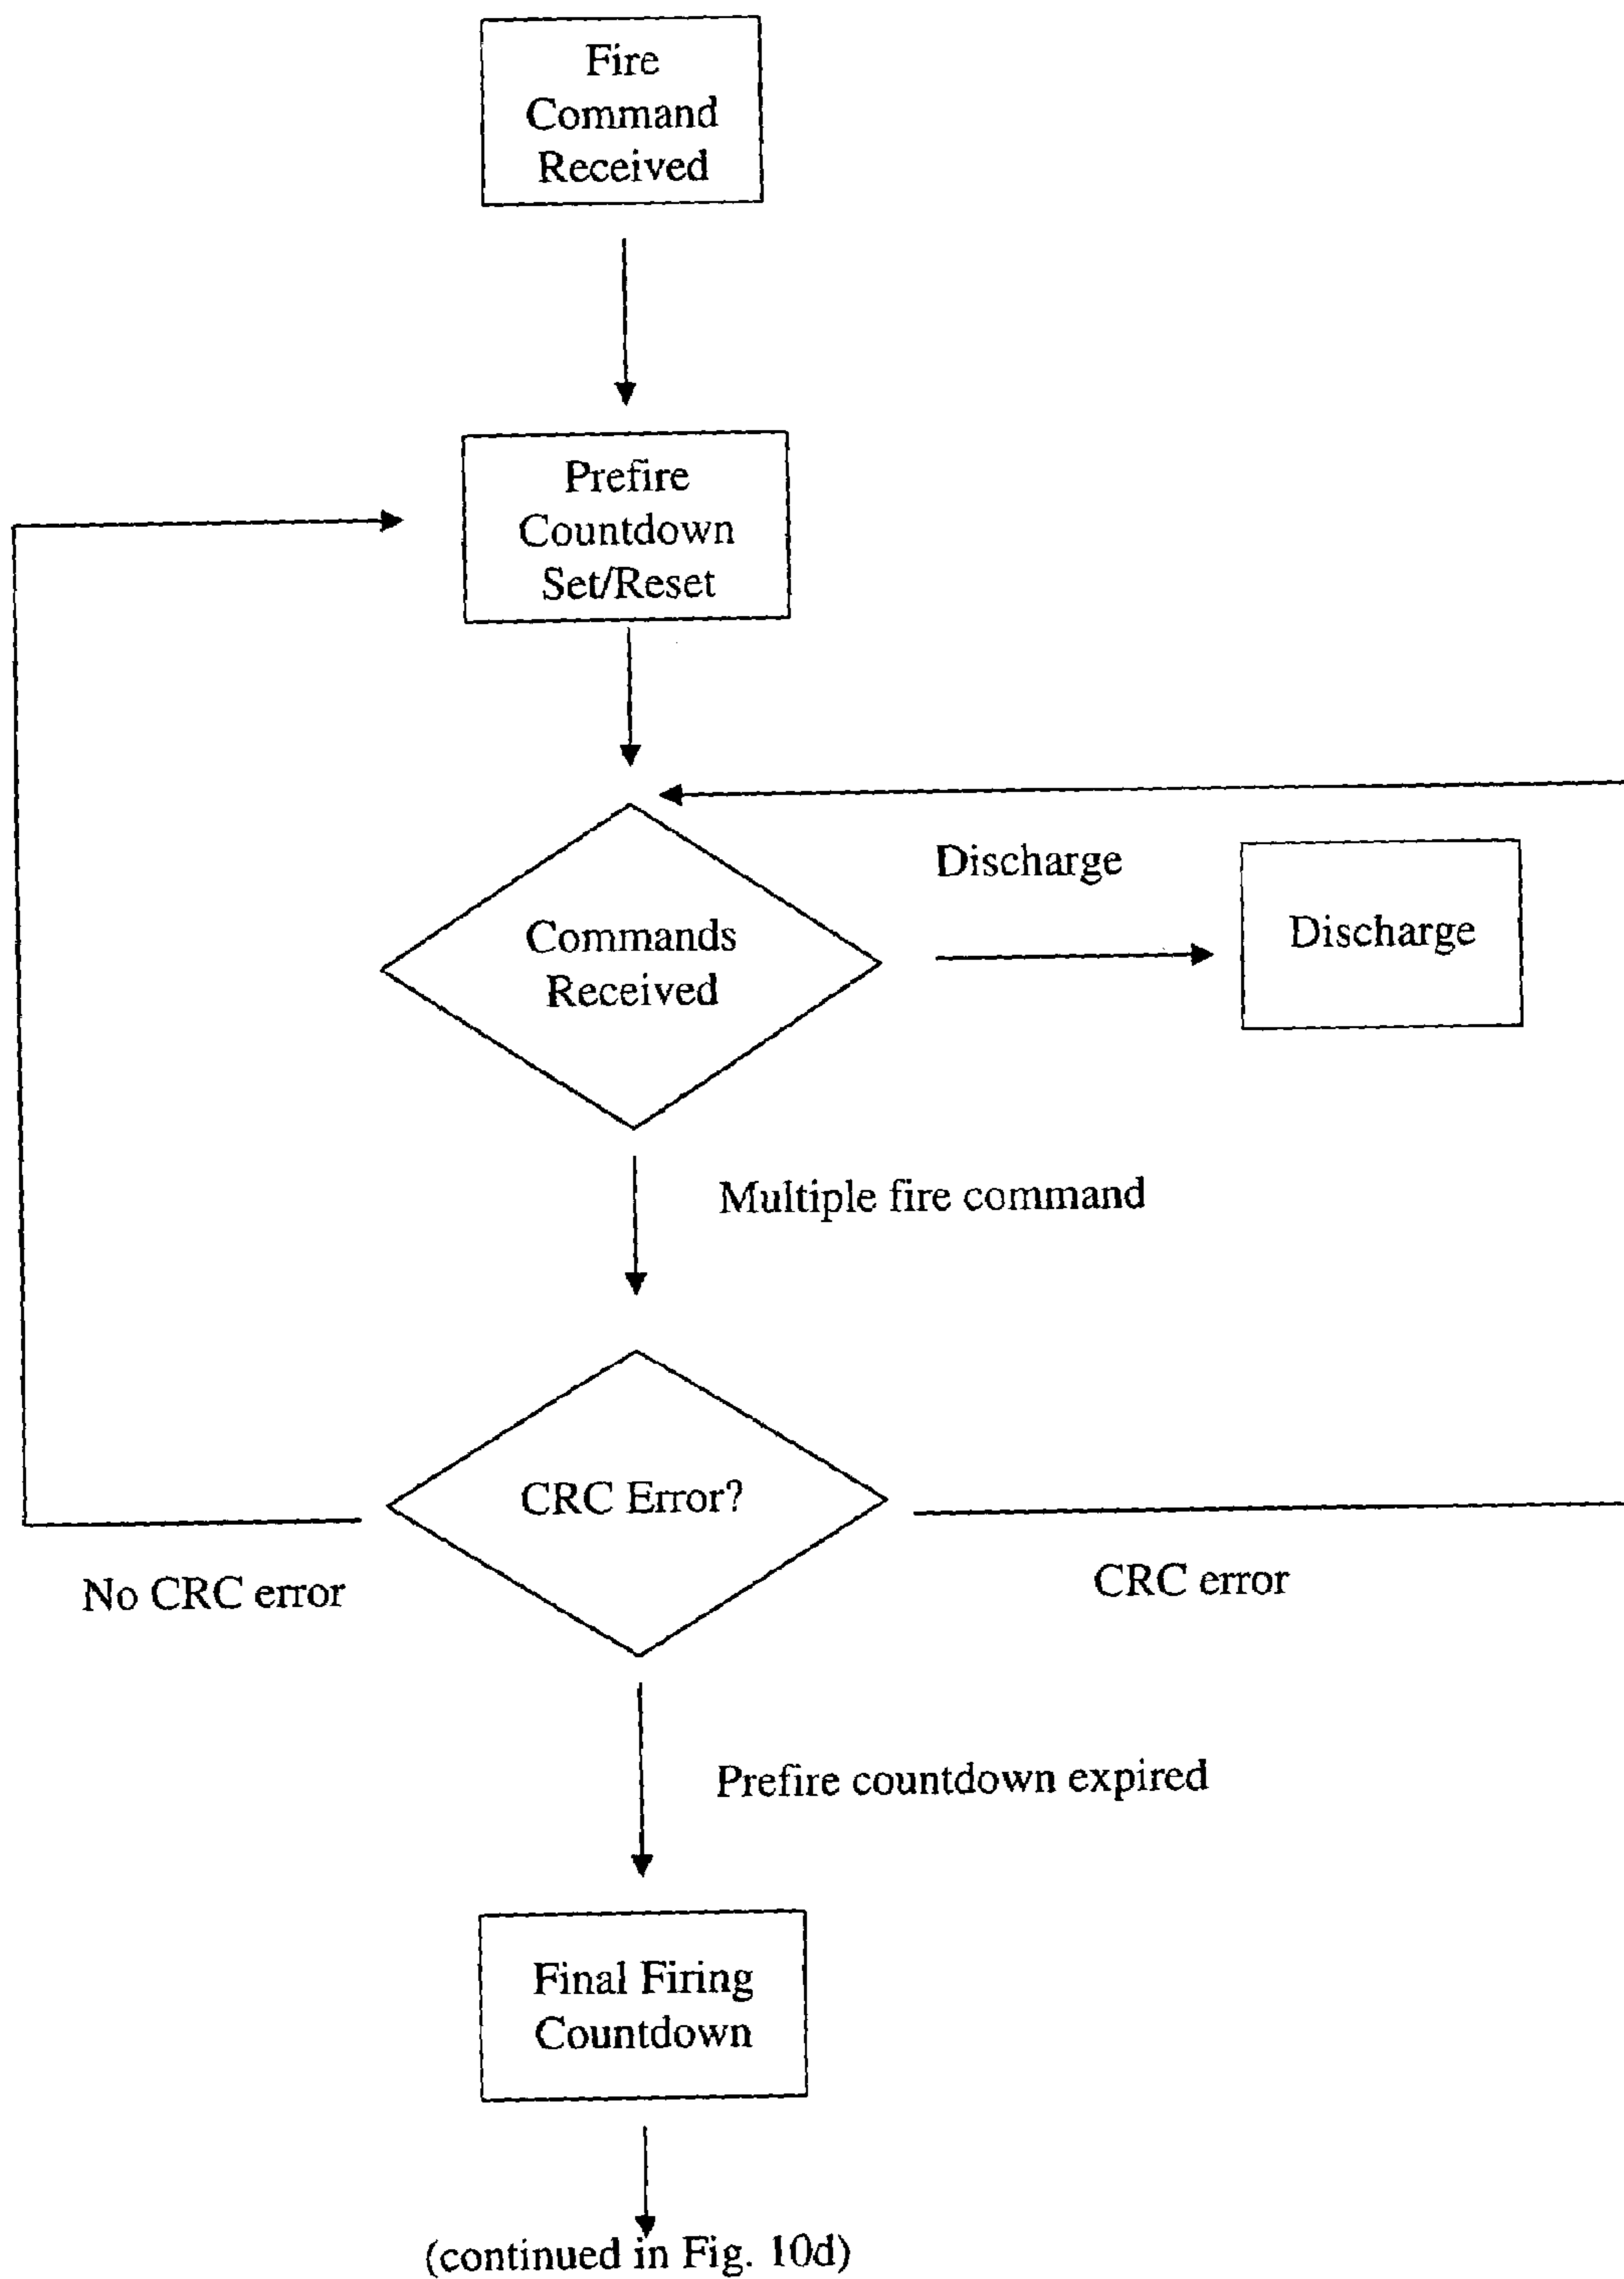 Fire
Command
Received
Prefire
Countdown
Set/Reset
Discharge
Commands
Received
Discharge
Multiple fire command
CRC Error?
No CRC error
CRC error
Prefire countdown expired
Final Firing
Countdown
(continued in Fig. 10d)